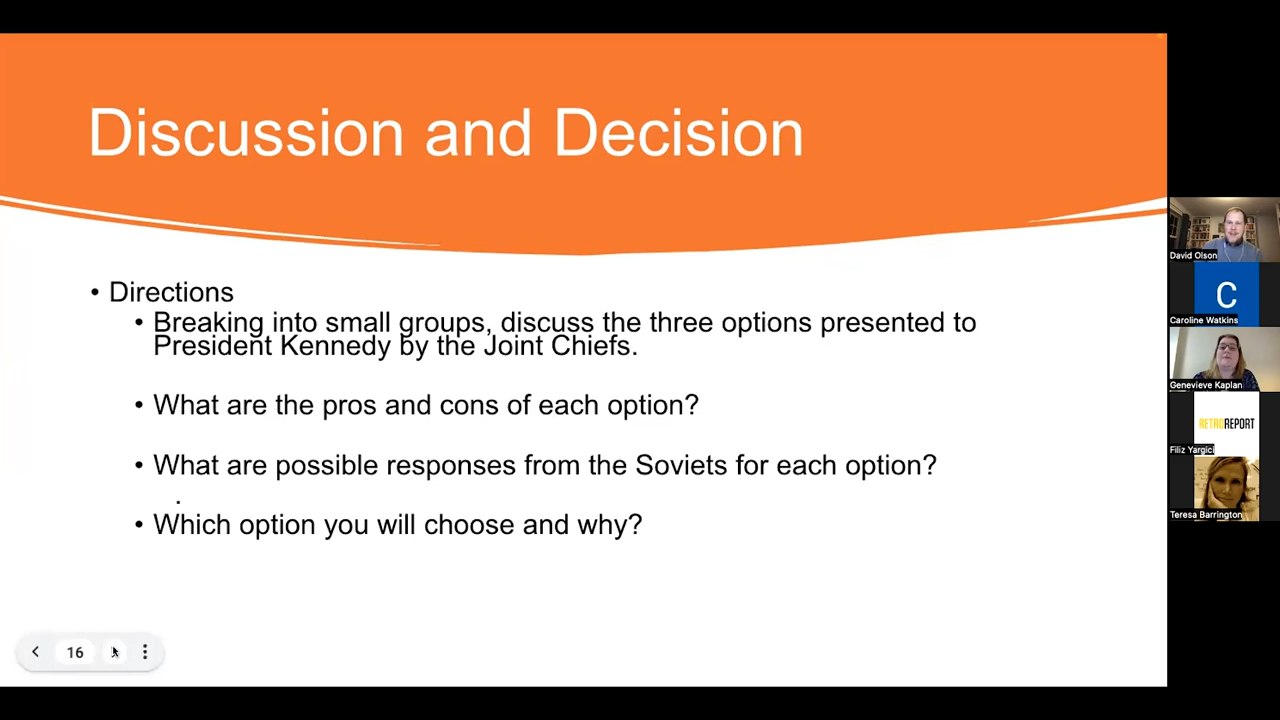 Discussion and Decision
• Directions
• Breaking into small groups, discuss the three options presented to
President Kennedy by the Joint Chiefs.
• What are the pros and cons of each option?
• What are possible responses from the Soviets for each option?
.
• Which option you will choose and why?
16
David Olson
C
Caroline Watkins
Genevieve Kaplan
RETROREPORT
Filiz Yargici
Teresa Barrington